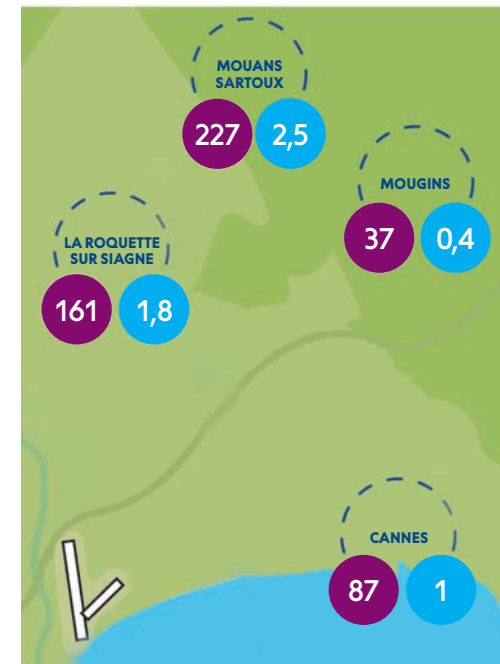 MOUANS
SARTOUX
227 2,5
MOUGINS
37 0,4
LA ROQUETTE
SUR SIAGNE
161 1,8
CANNES
87 1